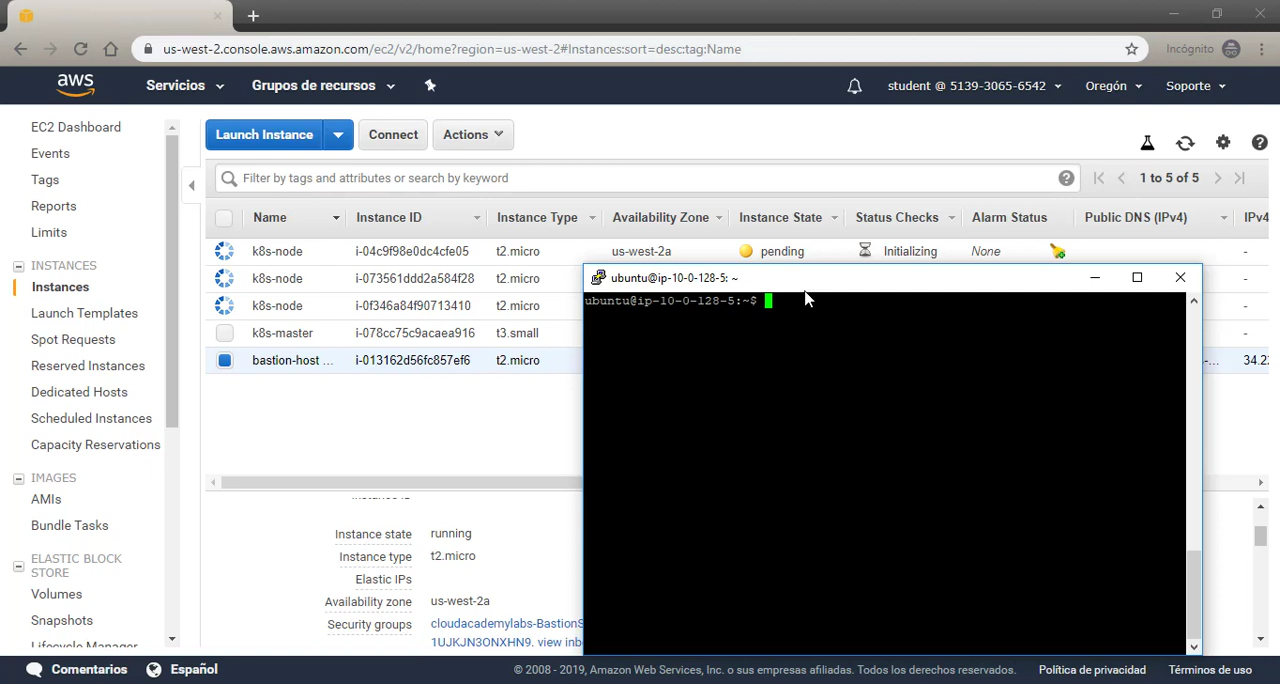 us-west-2.console.aws.amazon.com/ec2/v2/home?region=us-west-2#Instances:sort=desc:tag:Name
Incógnito
aws
Servicios
Grupos de recursos
student @ 5139-3065-6542
Oregón
Soporte
EC2 Dashboard
Events
Tags
Reports
Limits
INSTANCES
Instances
Launch Templates
Spot Requests
Reserved Instances
Dedicated Hosts
Scheduled Instances
Capacity Reservations
IMAGES
AMIs
Bundle Tasks
ELASTIC BLOCK
STORE
Volumes
Snapshots
Lifecycle Manager
Launch Instance
Connect
Actions
Filter by tags and attributes or search by keyword
1 to 5 of 5
Name Instance ID Instance Type Availability Zone Instance State Status Checks Alarm Status Public DNS (IPv4) IPv4
k8s-node i-04c9f98e0dc4cfe05 t2.micro us-west-2a pending Initializing None -
k8s-node i-073561ddd2a584f28 t2.micro -
k8s-node i-0f346a84f90713410 t2.micro -
k8s-master i-078cc75c9acaea916 t3.small -
bastion-host ... i-013162d56fc857ef6 t2.micro -... 34.2
ubuntu@ip-10-0-128-5: ~
ubuntu@ip-10-0-128-5:~$
Instance state running
Instance type t2.micro
Elastic IPs
Availability zone us-west-2a
Security groups cloudacademylabs-BastionS
1UJKJN3ONXHN9. view inb
Comentarios
Español
© 2008 - 2019, Amazon Web Services, Inc. o sus empresas afiliadas. Todos los derechos reservados.
Política de privacidad
Términos de uso